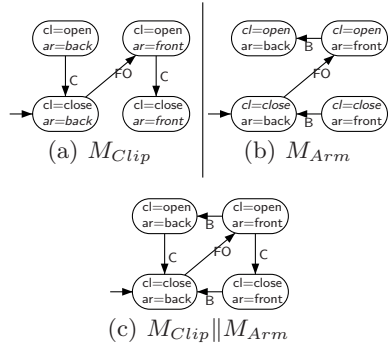 cl=open
ar=back
cl=open
ar=front
C
FO
C
cl=close
ar=back
cl=close
ar=front
(a) M_Clip
cl=open
ar=back
B
cl=open
ar=front
FO
cl=close
ar=back
B
cl=close
ar=front
(b) M_Arm
cl=open
ar=back
B
cl=open
ar=front
C
FO
C
cl=close
ar=back
B
cl=close
ar=front
(c) M_Clip||M_Arm